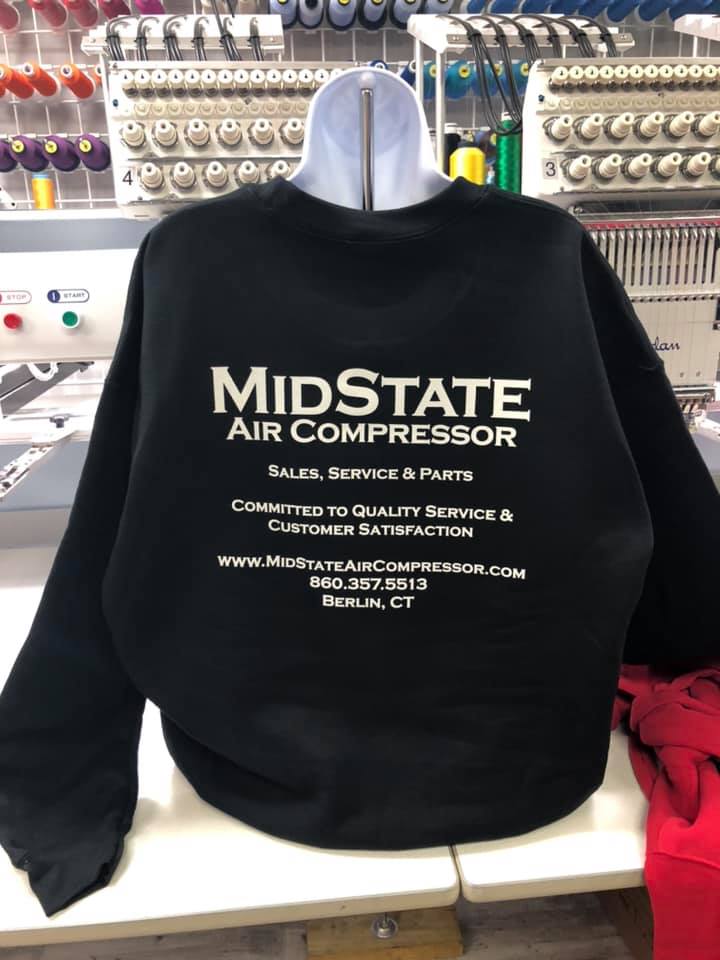 4
3
STOP
START
MIDSTATE
AIR COMPRESSOR
SALES, SERVICE & PARTS
COMMITTED TO QUALITY SERVICE &
CUSTOMER SATISFACTION
WWW.MIDSTATEAIRCOMPRESSOR.COM
860.357.5513
BERLIN, CT